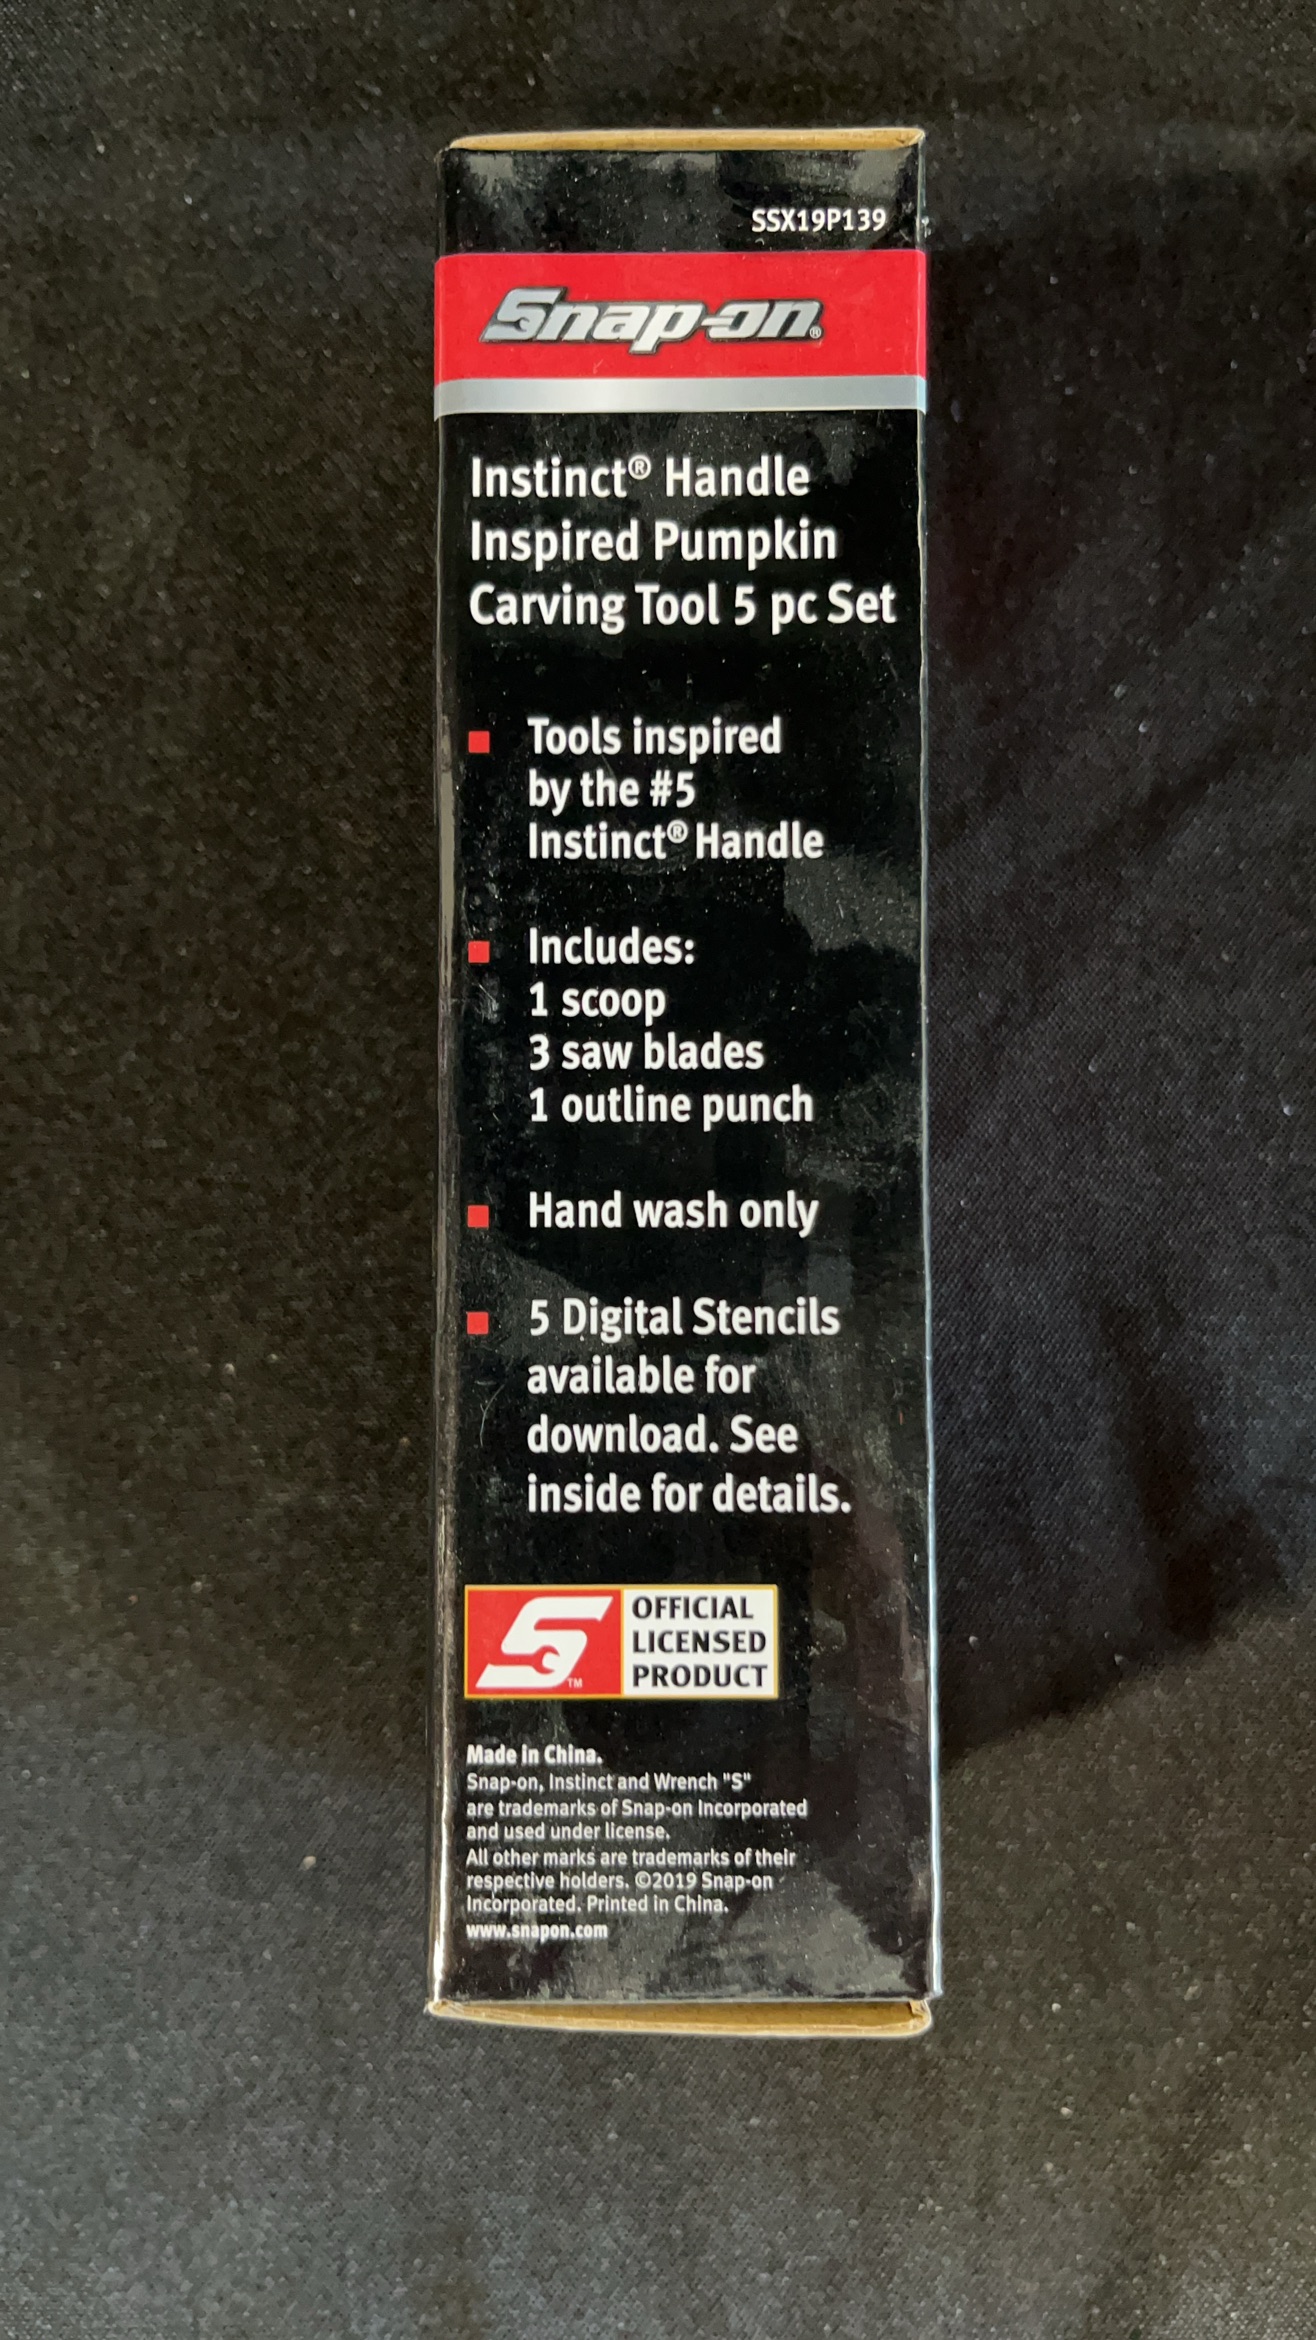 SSX19P139
Snap-on®
Instinct® Handle
Inspired Pumpkin
Carving Tool 5 pc Set
Tools inspired
by the #5
Instinct® Handle
Includes:
1 scoop
3 saw blades
1 outline punch
Hand wash only
5 Digital Stencils
available for
download. See
inside for details.
S™
OFFICIAL
LICENSED
PRODUCT
Made in China.
Snap-on, Instinct and Wrench "S"
are trademarks of Snap-on Incorporated
and used under license.
All other marks are trademarks of their
respective holders. ©2019 Snap-on
Incorporated. Printed in China.
www.snapon.com